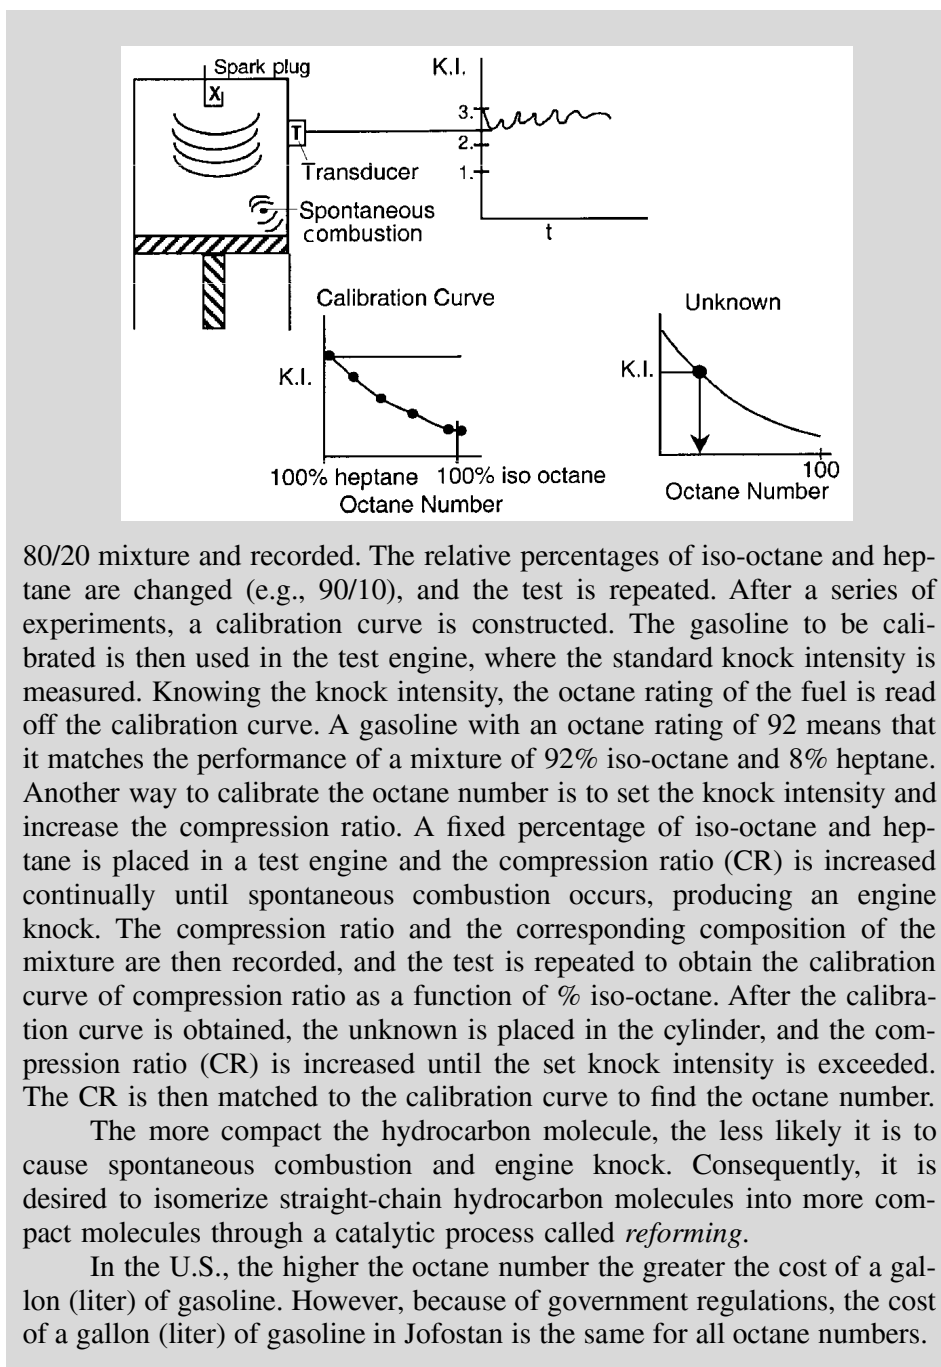 Spark plug
X
K.I.
3.
2.
1.
T
Transducer
Spontaneous
combustion
t
Calibration Curve
K.I.
100% heptane 100% iso octane
Octane Number
Unknown
K.I.
100
Octane Number
80/20 mixture and recorded. The relative percentages of iso-octane and hep-
tane are changed (e.g., 90/10), and the test is repeated. After a series of
experiments, a calibration curve is constructed. The gasoline to be cali-
brated is then used in the test engine, where the standard knock intensity is
measured. Knowing the knock intensity, the octane rating of the fuel is read
off the calibration curve. A gasoline with an octane rating of 92 means that
it matches the performance of a mixture of 92% iso-octane and 8% heptane.
Another way to calibrate the octane number is to set the knock intensity and
increase the compression ratio. A fixed percentage of iso-octane and hep-
tane is placed in a test engine and the compression ratio (CR) is increased
continually until spontaneous combustion occurs, producing an engine
knock. The compression ratio and the corresponding composition of the
mixture are then recorded, and the test is repeated to obtain the calibration
curve of compression ratio as a function of % iso-octane. After the calibra-
tion curve is obtained, the unknown is placed in the cylinder, and the com-
pression ratio (CR) is increased until the set knock intensity is exceeded.
The CR is then matched to the calibration curve to find the octane number.
The more compact the hydrocarbon molecule, the less likely it is to
cause spontaneous combustion and engine knock. Consequently, it is
desired to isomerize straight-chain hydrocarbon molecules into more com-
pact molecules through a catalytic process called reforming.
In the U.S., the higher the octane number the greater the cost of a gal-
lon (liter) of gasoline. However, because of government regulations, the cost
of a gallon (liter) of gasoline in Jofostan is the same for all octane numbers.